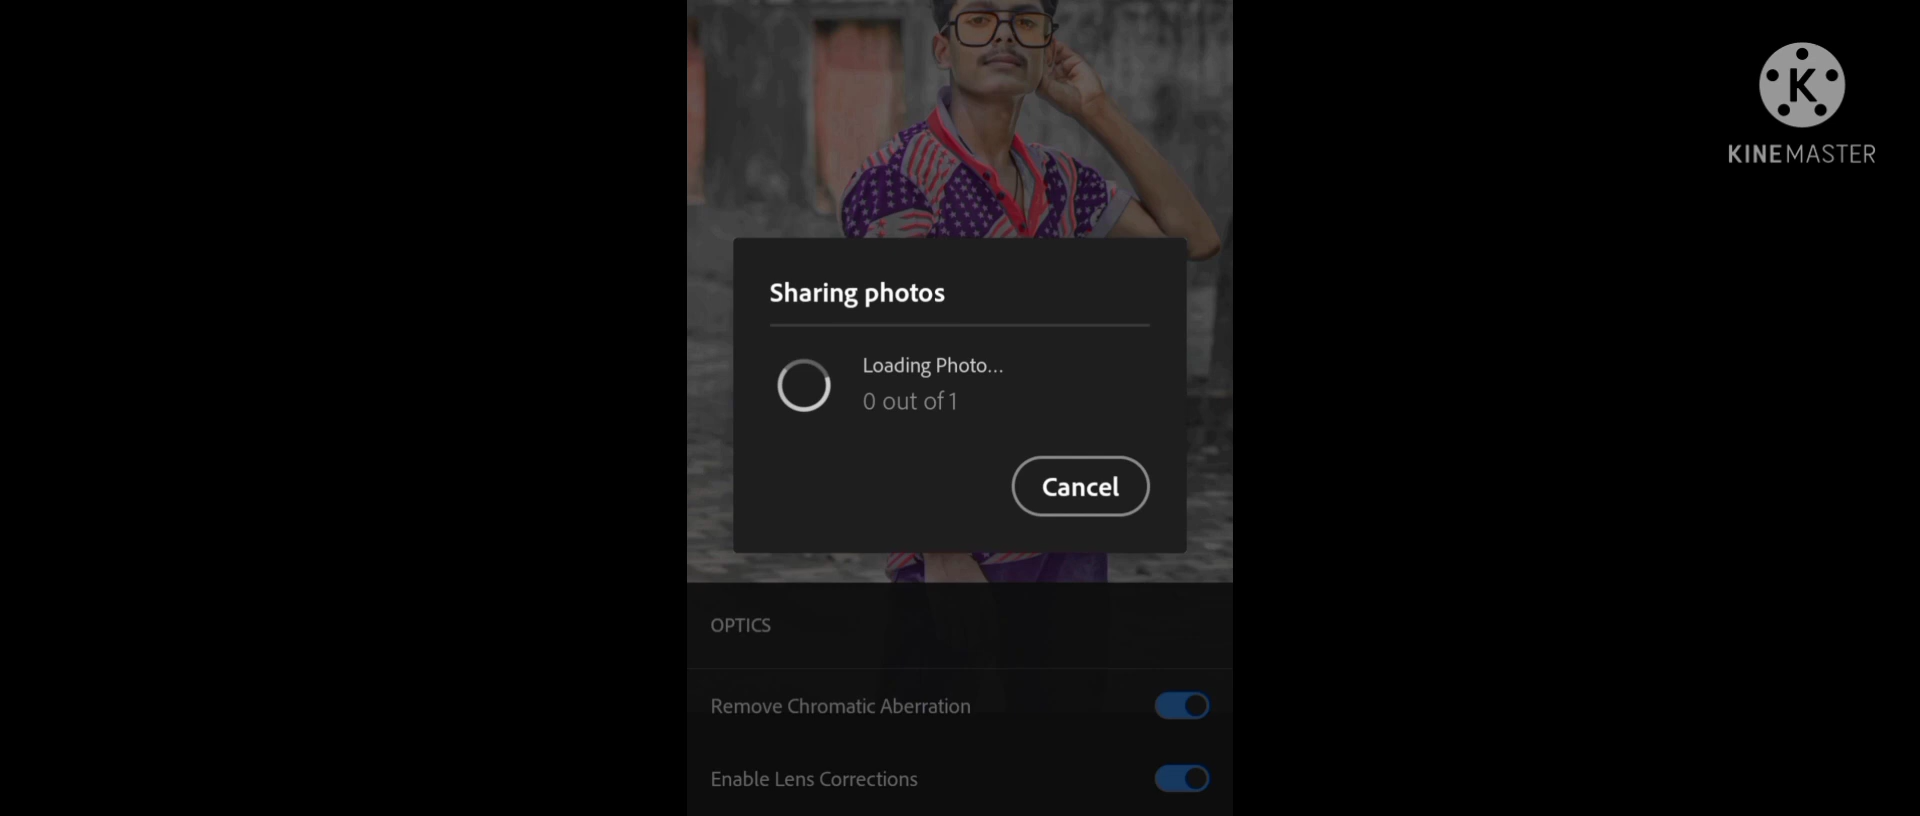 K
KINEMASTER
Sharing photos
Loading Photo...
0 out of 1
Cancel
OPTICS
Remove Chromatic Aberration
Enable Lens Corrections